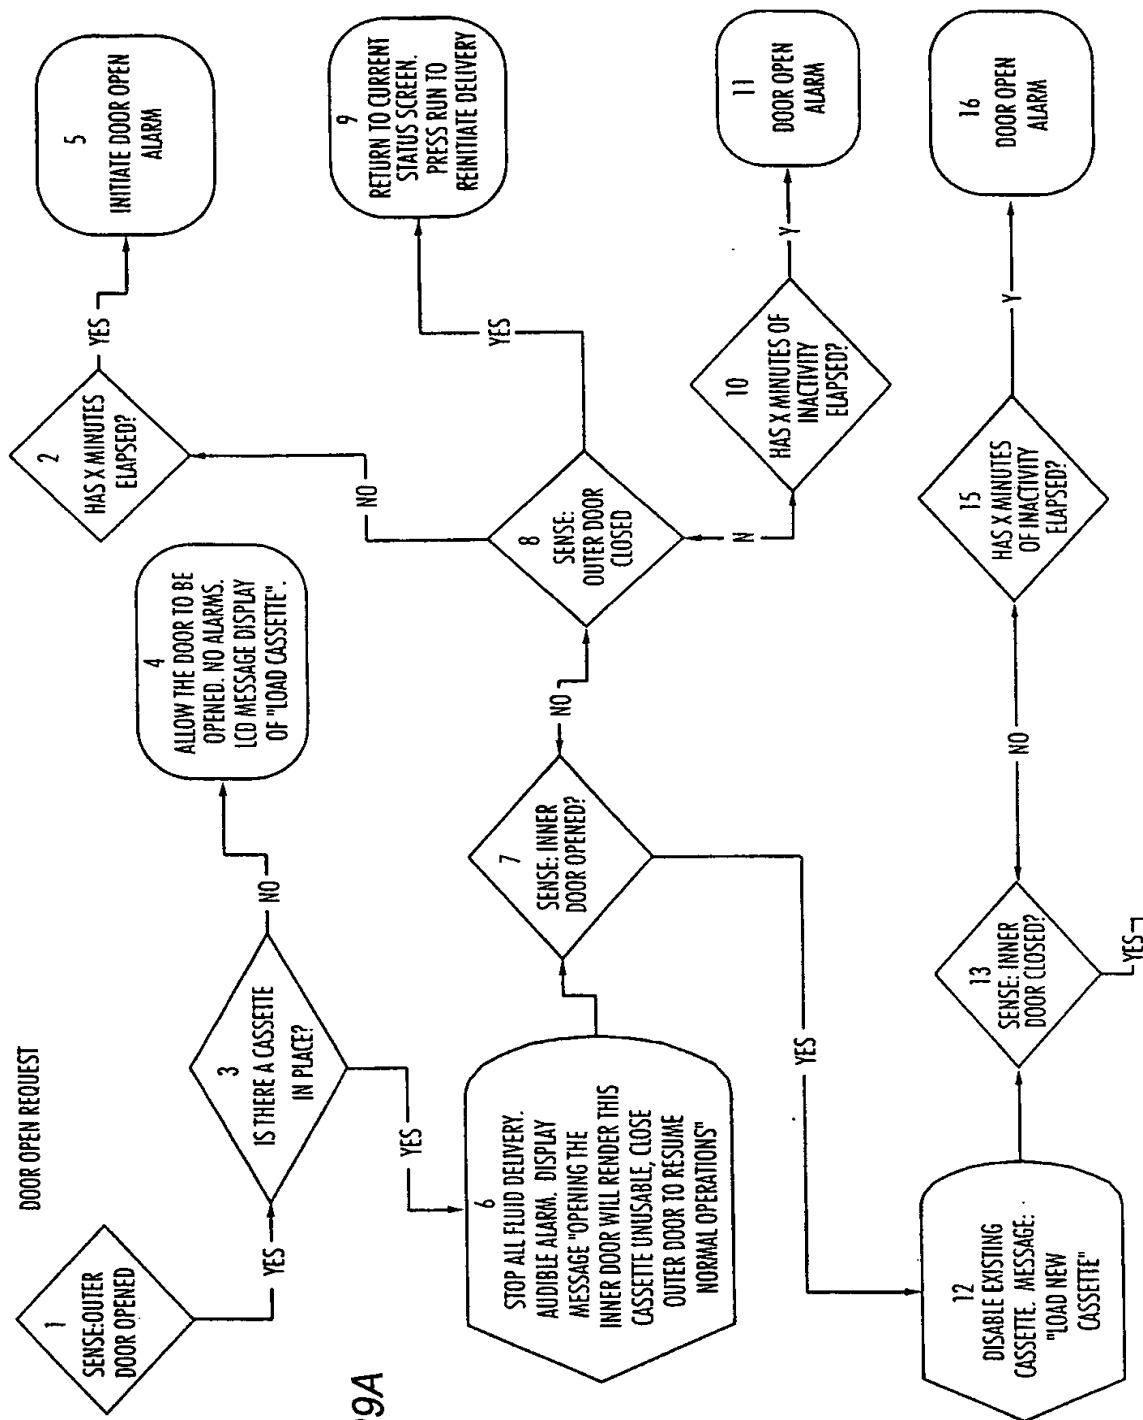 DOOR OPEN REQUEST
1
SENSE:OUTER
DOOR OPENED
YES
3
IS THERE A CASSETTE
IN PLACE?
NO
4
ALLOW THE DOOR TO BE
OPENED. NO ALARMS.
LCD MESSAGE DISPLAY
OF "LOAD CASSETTE".
2
HAS X MINUTES
ELAPSED?
YES
5
INITIATE DOOR OPEN
ALARM
YES
6
STOP ALL FLUID DELIVERY.
AUDIBLE ALARM. DISPLAY
MESSAGE "OPENING THE
INNER DOOR WILL RENDER THIS
CASSETTE UNUSABLE, CLOSE
OUTER DOOR TO RESUME
NORMAL OPERATIONS"
7
SENSE: INNER
DOOR OPENED?
NO
8
SENSE:
OUTER DOOR
CLOSED
NO
YES
9
RETURN TO CURRENT
STATUS SCREEN.
PRESS RUN TO
REINITIATE DELIVERY
N
10
HAS X MINUTES OF
INACTIVITY
ELAPSED?
Y
11
DOOR OPEN
ALARM
YES
12
DISABLE EXISTING
CASSETTE. MESSAGE:
"LOAD NEW
CASSETTE"
13
SENSE: INNER
DOOR CLOSED?
YES
NO
15
HAS X MINUTES
OF INACTIVITY
ELAPSED?
Y
16
DOOR OPEN
ALARM
9A